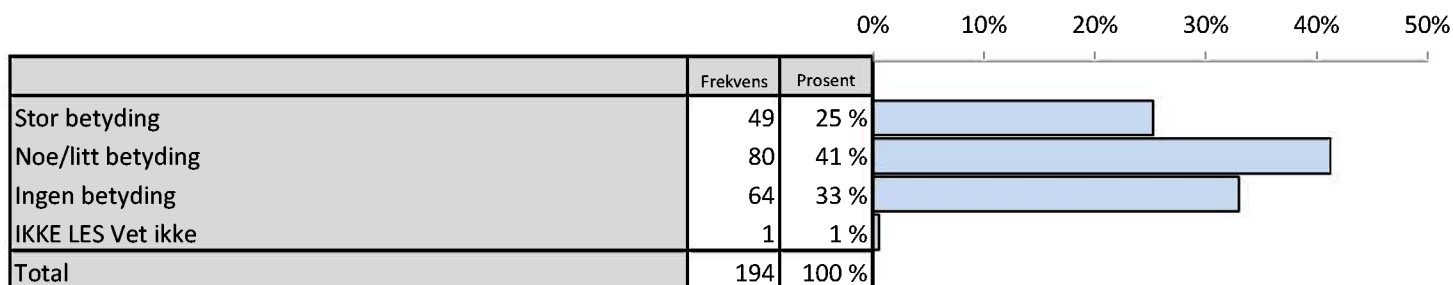 0% 10% 20% 30% 40% 50%
Frekvens Prosent
Stor betyding 49 25 %
Noe/litt betyding 80 41 %
Ingen betyding 64 33 %
IKKE LES Vet ikke 1 1 %
Total 194 100 %